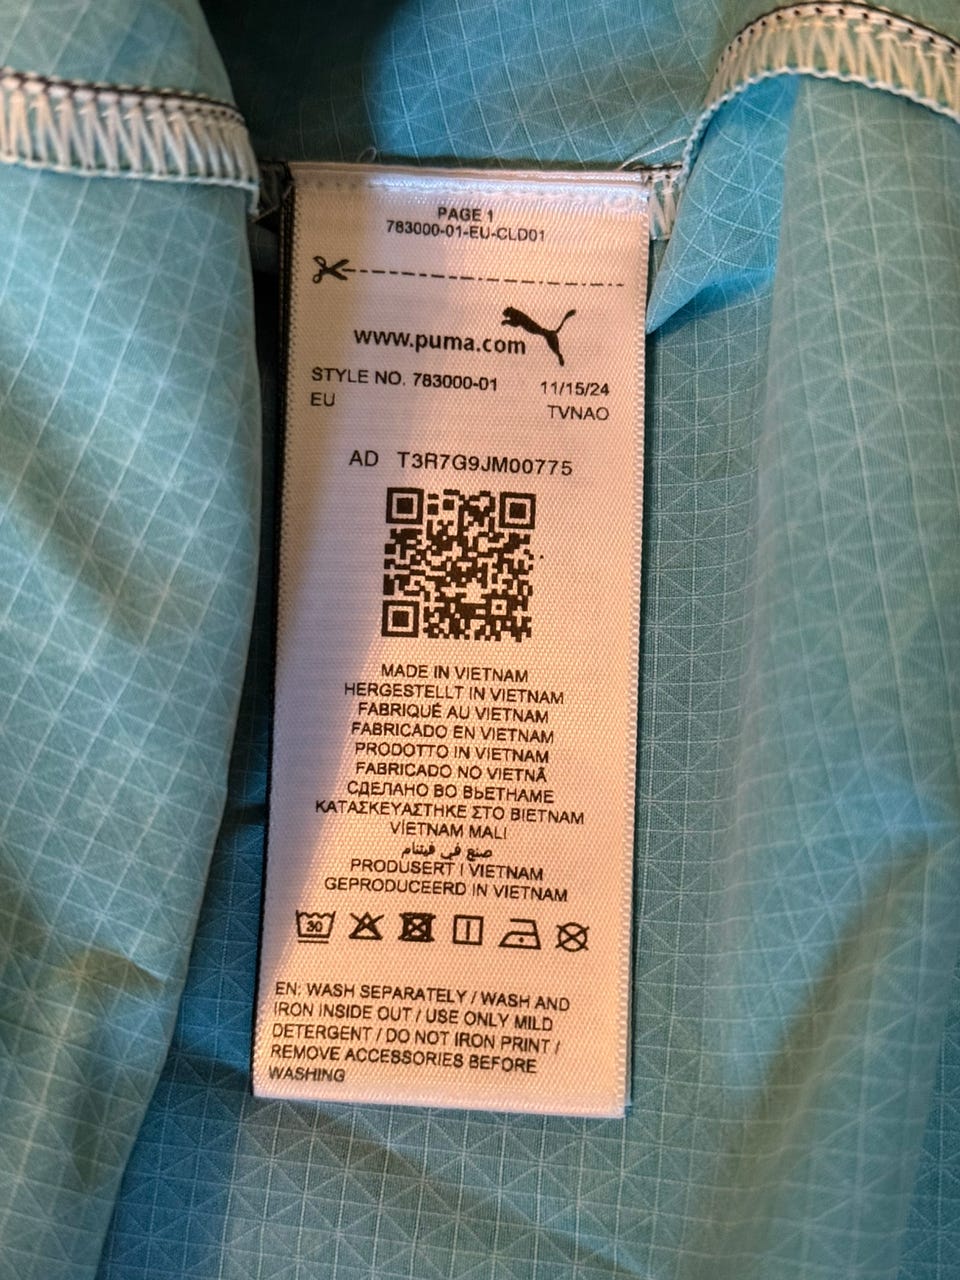 PAGE 1
783000-01-EU-CLD01
www.puma.com
STYLE NO. 783000-01 11/15/24
EU TVNAO
AD T3R7G9JM00775
MADE IN VIETNAM
HERGESTELLT IN VIETNAM
FABRIQUÉ AU VIETNAM
FABRICADO EN VIETNAM
PRODOTTO IN VIETNAM
FABRICADO NO VIETNÃ
СДЕЛАНО ВО ВЬЕТНАМЕ
ΚΑΤΑΣΚΕΥΑΣΤΗΚΕ ΣΤΟ ΒΙΕΤΝΑΜ
VİETNAM MALI
صنع في فيتنام
PRODUSERT I VIETNAM
GEPRODUCEERD IN VIETNAM
30
EN: WASH SEPARATELY / WASH AND
IRON INSIDE OUT / USE ONLY MILD
DETERGENT / DO NOT IRON PRINT /
REMOVE ACCESSORIES BEFORE
WASHING